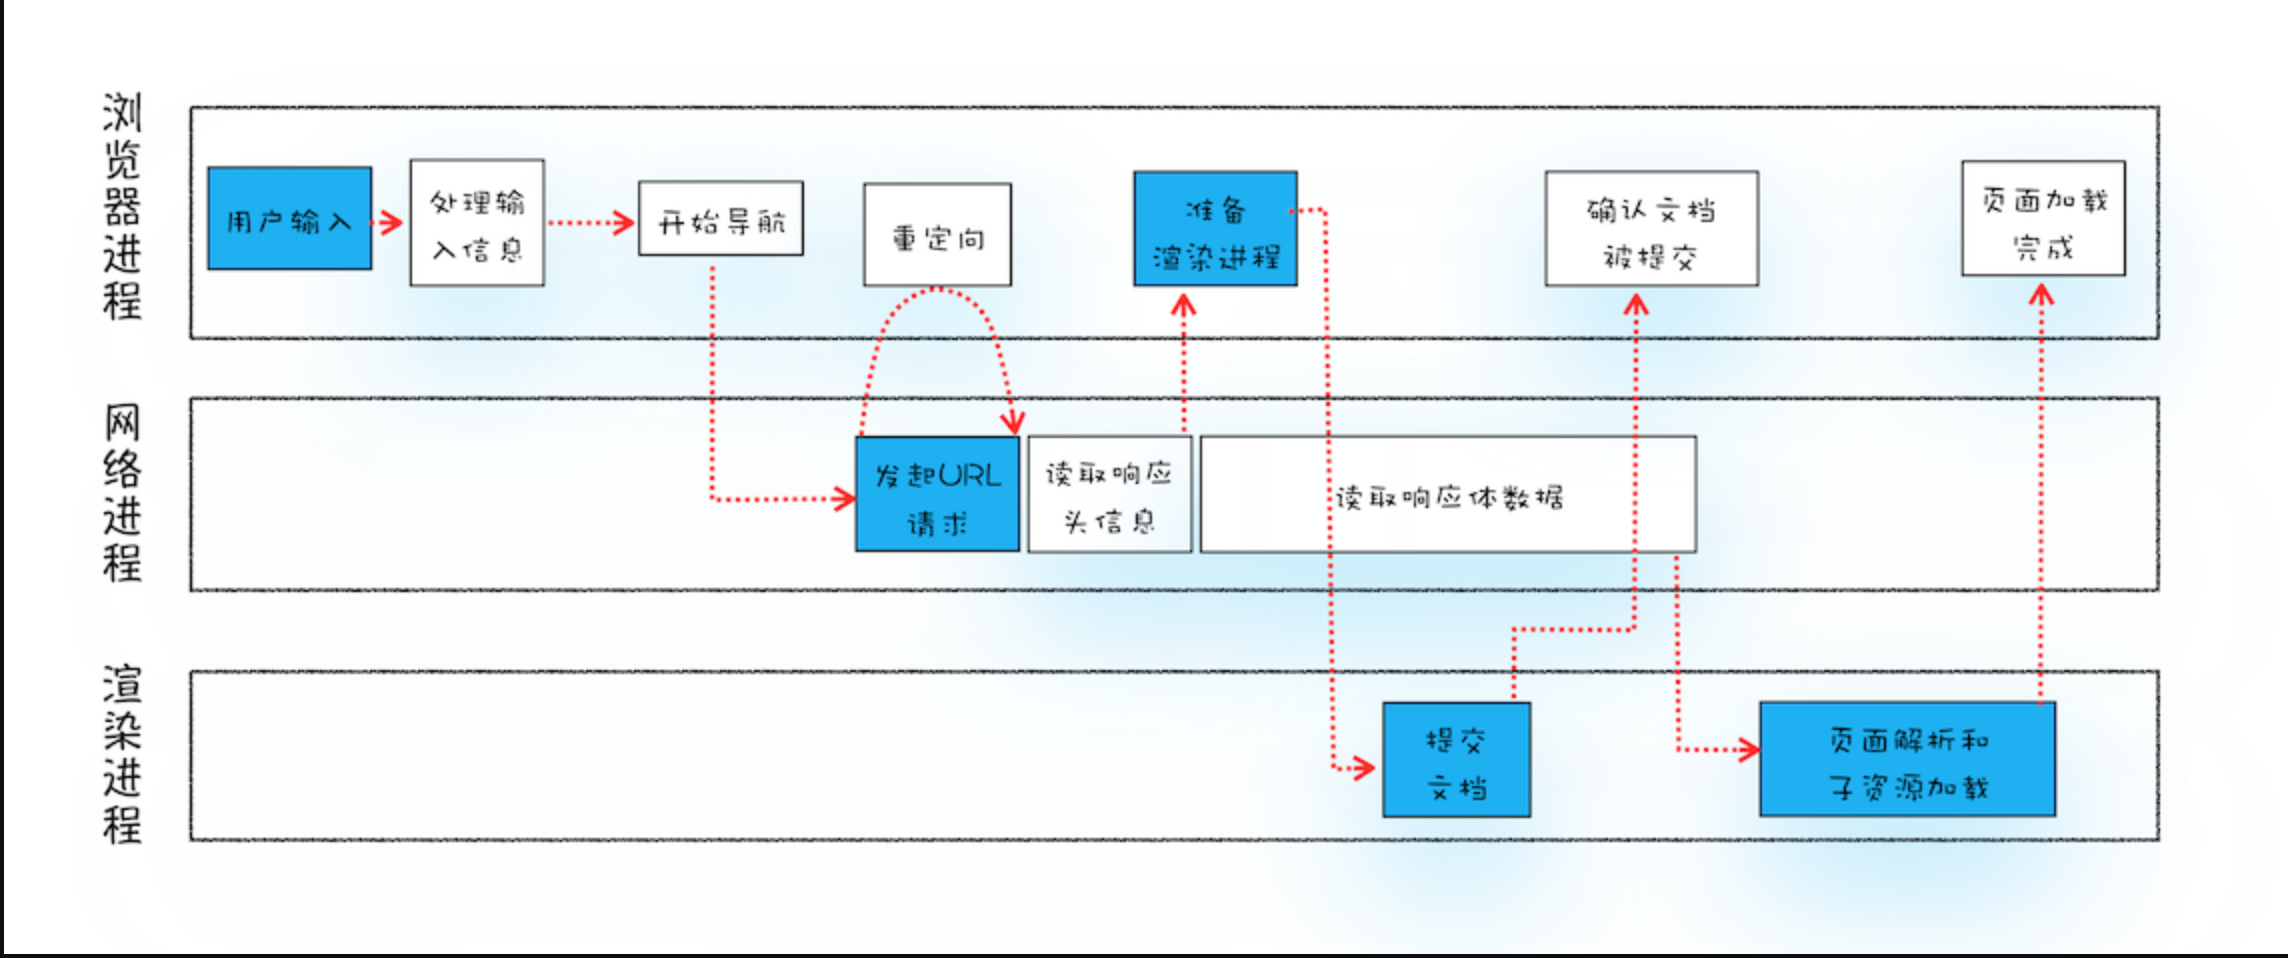 浏览器进程
用户输入
处理输
入信息
开始导航
重定向
准备
渲染进程
确认文档
被提交
页面加载
完成
网络进程
发起URL
请求
读取响应
头信息
读取响应体数据
渲染进程
提交
文档
页面解析和
子资源加载